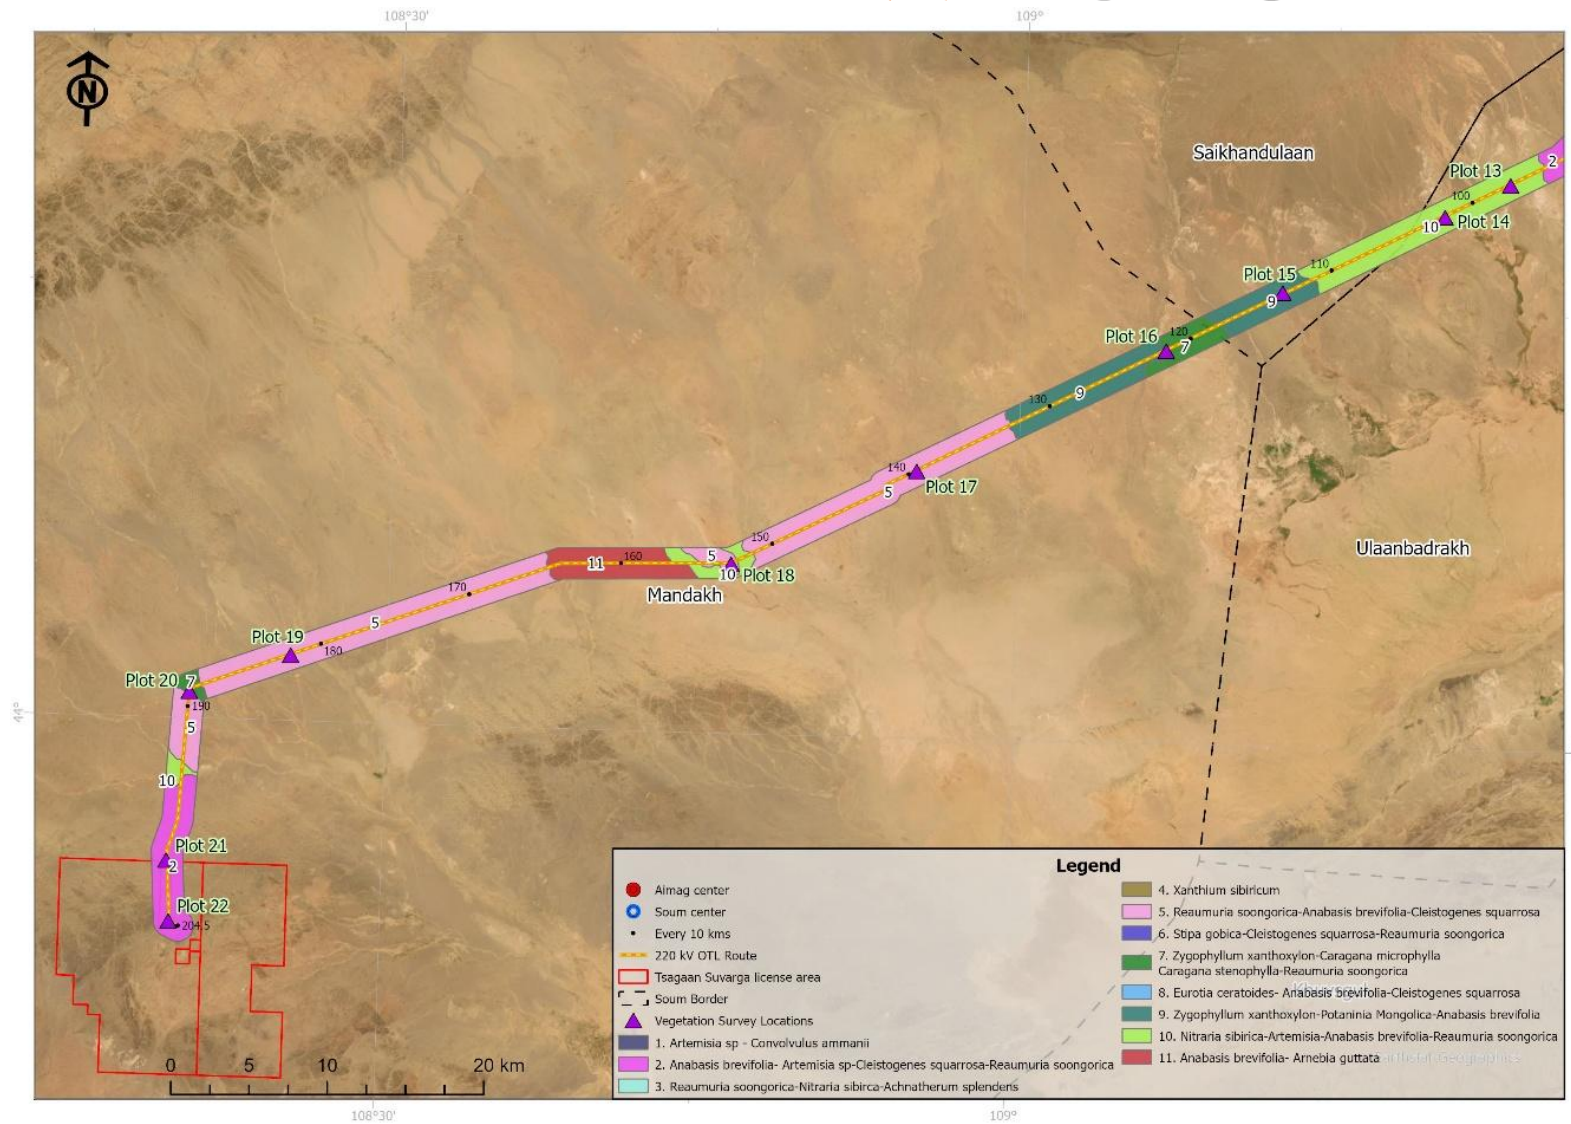 108°30'
109°
N
Saikhandulaan
2
Plot 13
100
Plot 14
10
110
Plot 15
9
120
Plot 16
7
9
130
140
Plot 17
5
150
Ulaanbadrakh
5
160
11
10
Plot 18
Mandakh
170
5
Plot 19
180
Plot 20
7
190
44°
5
10
Plot 21
2
Plot 22
204.5
0 5 10 20 km
Legend
Aimag center
Soum center
Every 10 kms
220 kV OTL Route
Tsagaan Suvarga license area
Soum Border
Vegetation Survey Locations
1. Artemisia sp - Convolvulus ammanii
2. Anabasis brevifolia- Artemisia sp-Cleistogenes squarrosa-Reaumuria soongorica
3. Reaumuria soongorica-Nitraria sibirca-Achnatherum splendens
4. Xanthium sibiricum
5. Reaumuria soongorica-Anabasis brevifolia-Cleistogenes squarrosa
6. Stipa gobica-Cleistogenes squarrosa-Reaumuria soongorica
7. Zygophyllum xanthoxylon-Caragana microphylla
Caragana stenophylla-Reaumuria soongorica
8. Eurotia ceratoides- Anabasis brevifolia-Cleistogenes squarrosa
9. Zygophyllum xanthoxylon-Potaninia Mongolica-Anabasis brevifolia
10. Nitraria sibirica-Artemisia-Anabasis brevifolia-Reaumuria soongorica
11. Anabasis brevifolia- Arnebia guttata
108°30'
109°